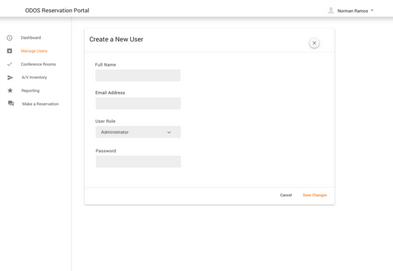 ODOS Reservation Portal
Norman Ramos
Dashboard
Manage Users
Conference Rooms
A/V Inventory
Reporting
Make a Reservation
Create a New User
Full Name
Email Address
User Role
Administrator
Password
Cancel
Save Changes